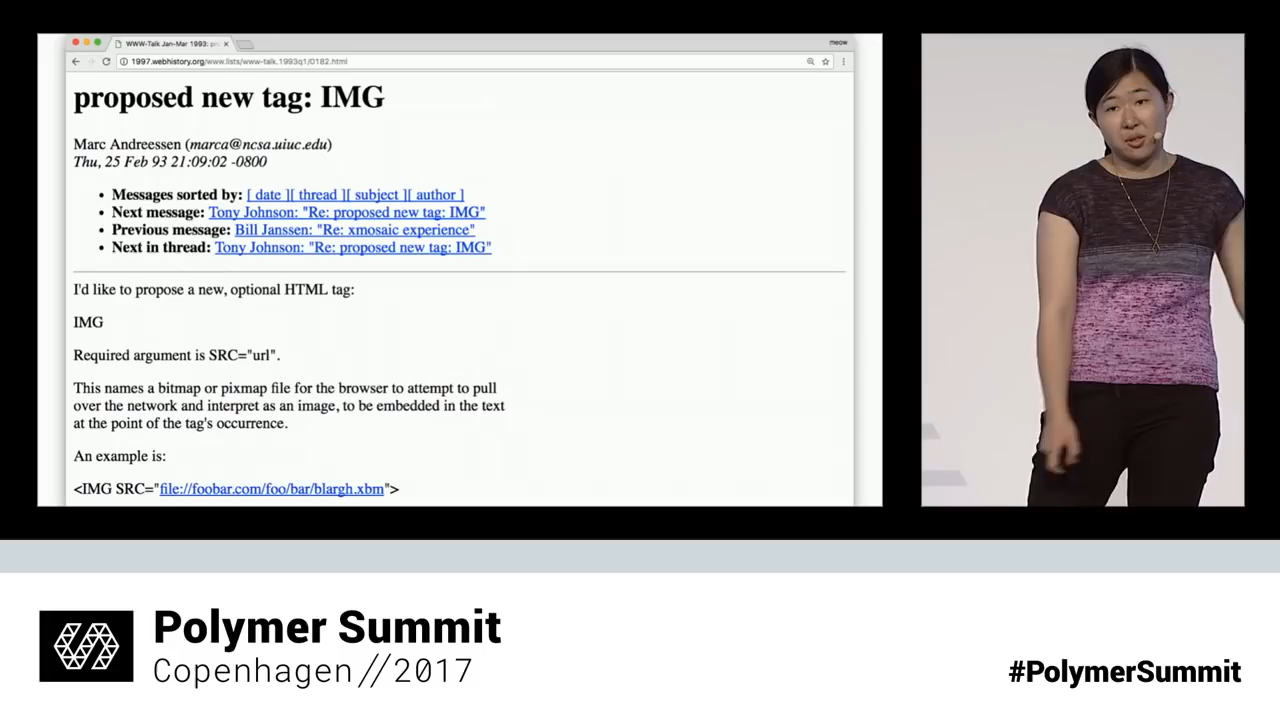 WWW-Talk Jan-Mar 1993: pro
meow
1997.webhistory.org/www.lists/www-talk.1993q1/0182.html
proposed new tag: IMG
Marc Andreessen (marca@ncsa.uiuc.edu)
Thu, 25 Feb 93 21:09:02 -0800
• Messages sorted by: [ date ][ thread ][ subject ][ author ]
• Next message: Tony Johnson: "Re: proposed new tag: IMG"
• Previous message: Bill Janssen: "Re: xmosaic experience"
• Next in thread: Tony Johnson: "Re: proposed new tag: IMG"
I'd like to propose a new, optional HTML tag:
IMG
Required argument is SRC="url".
This names a bitmap or pixmap file for the browser to attempt to pull
over the network and interpret as an image, to be embedded in the text
at the point of the tag's occurrence.
An example is:
<IMG SRC="file://foobar.com/foo/bar/blargh.xbm">
Polymer Summit
Copenhagen //2017
#PolymerSummit